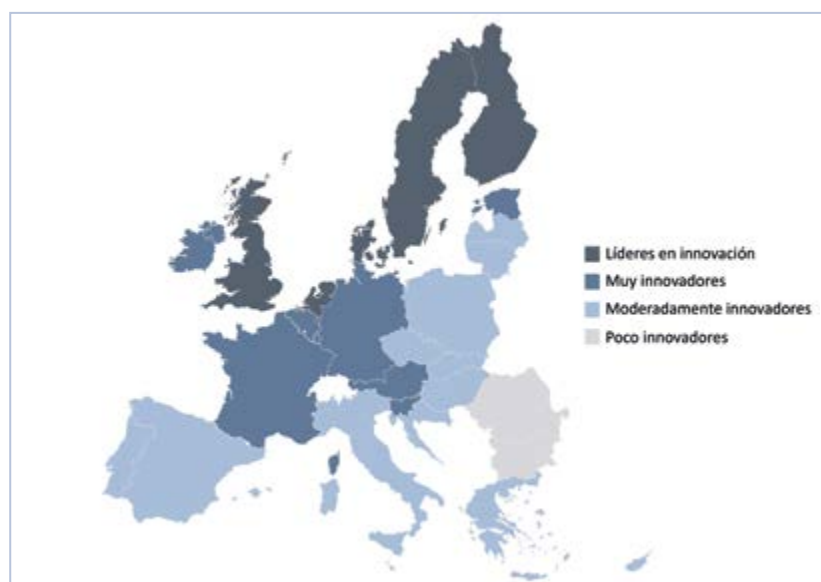 Líderes en innovación
Muy innovadores
Moderadamente innovadores
Poco innovadores